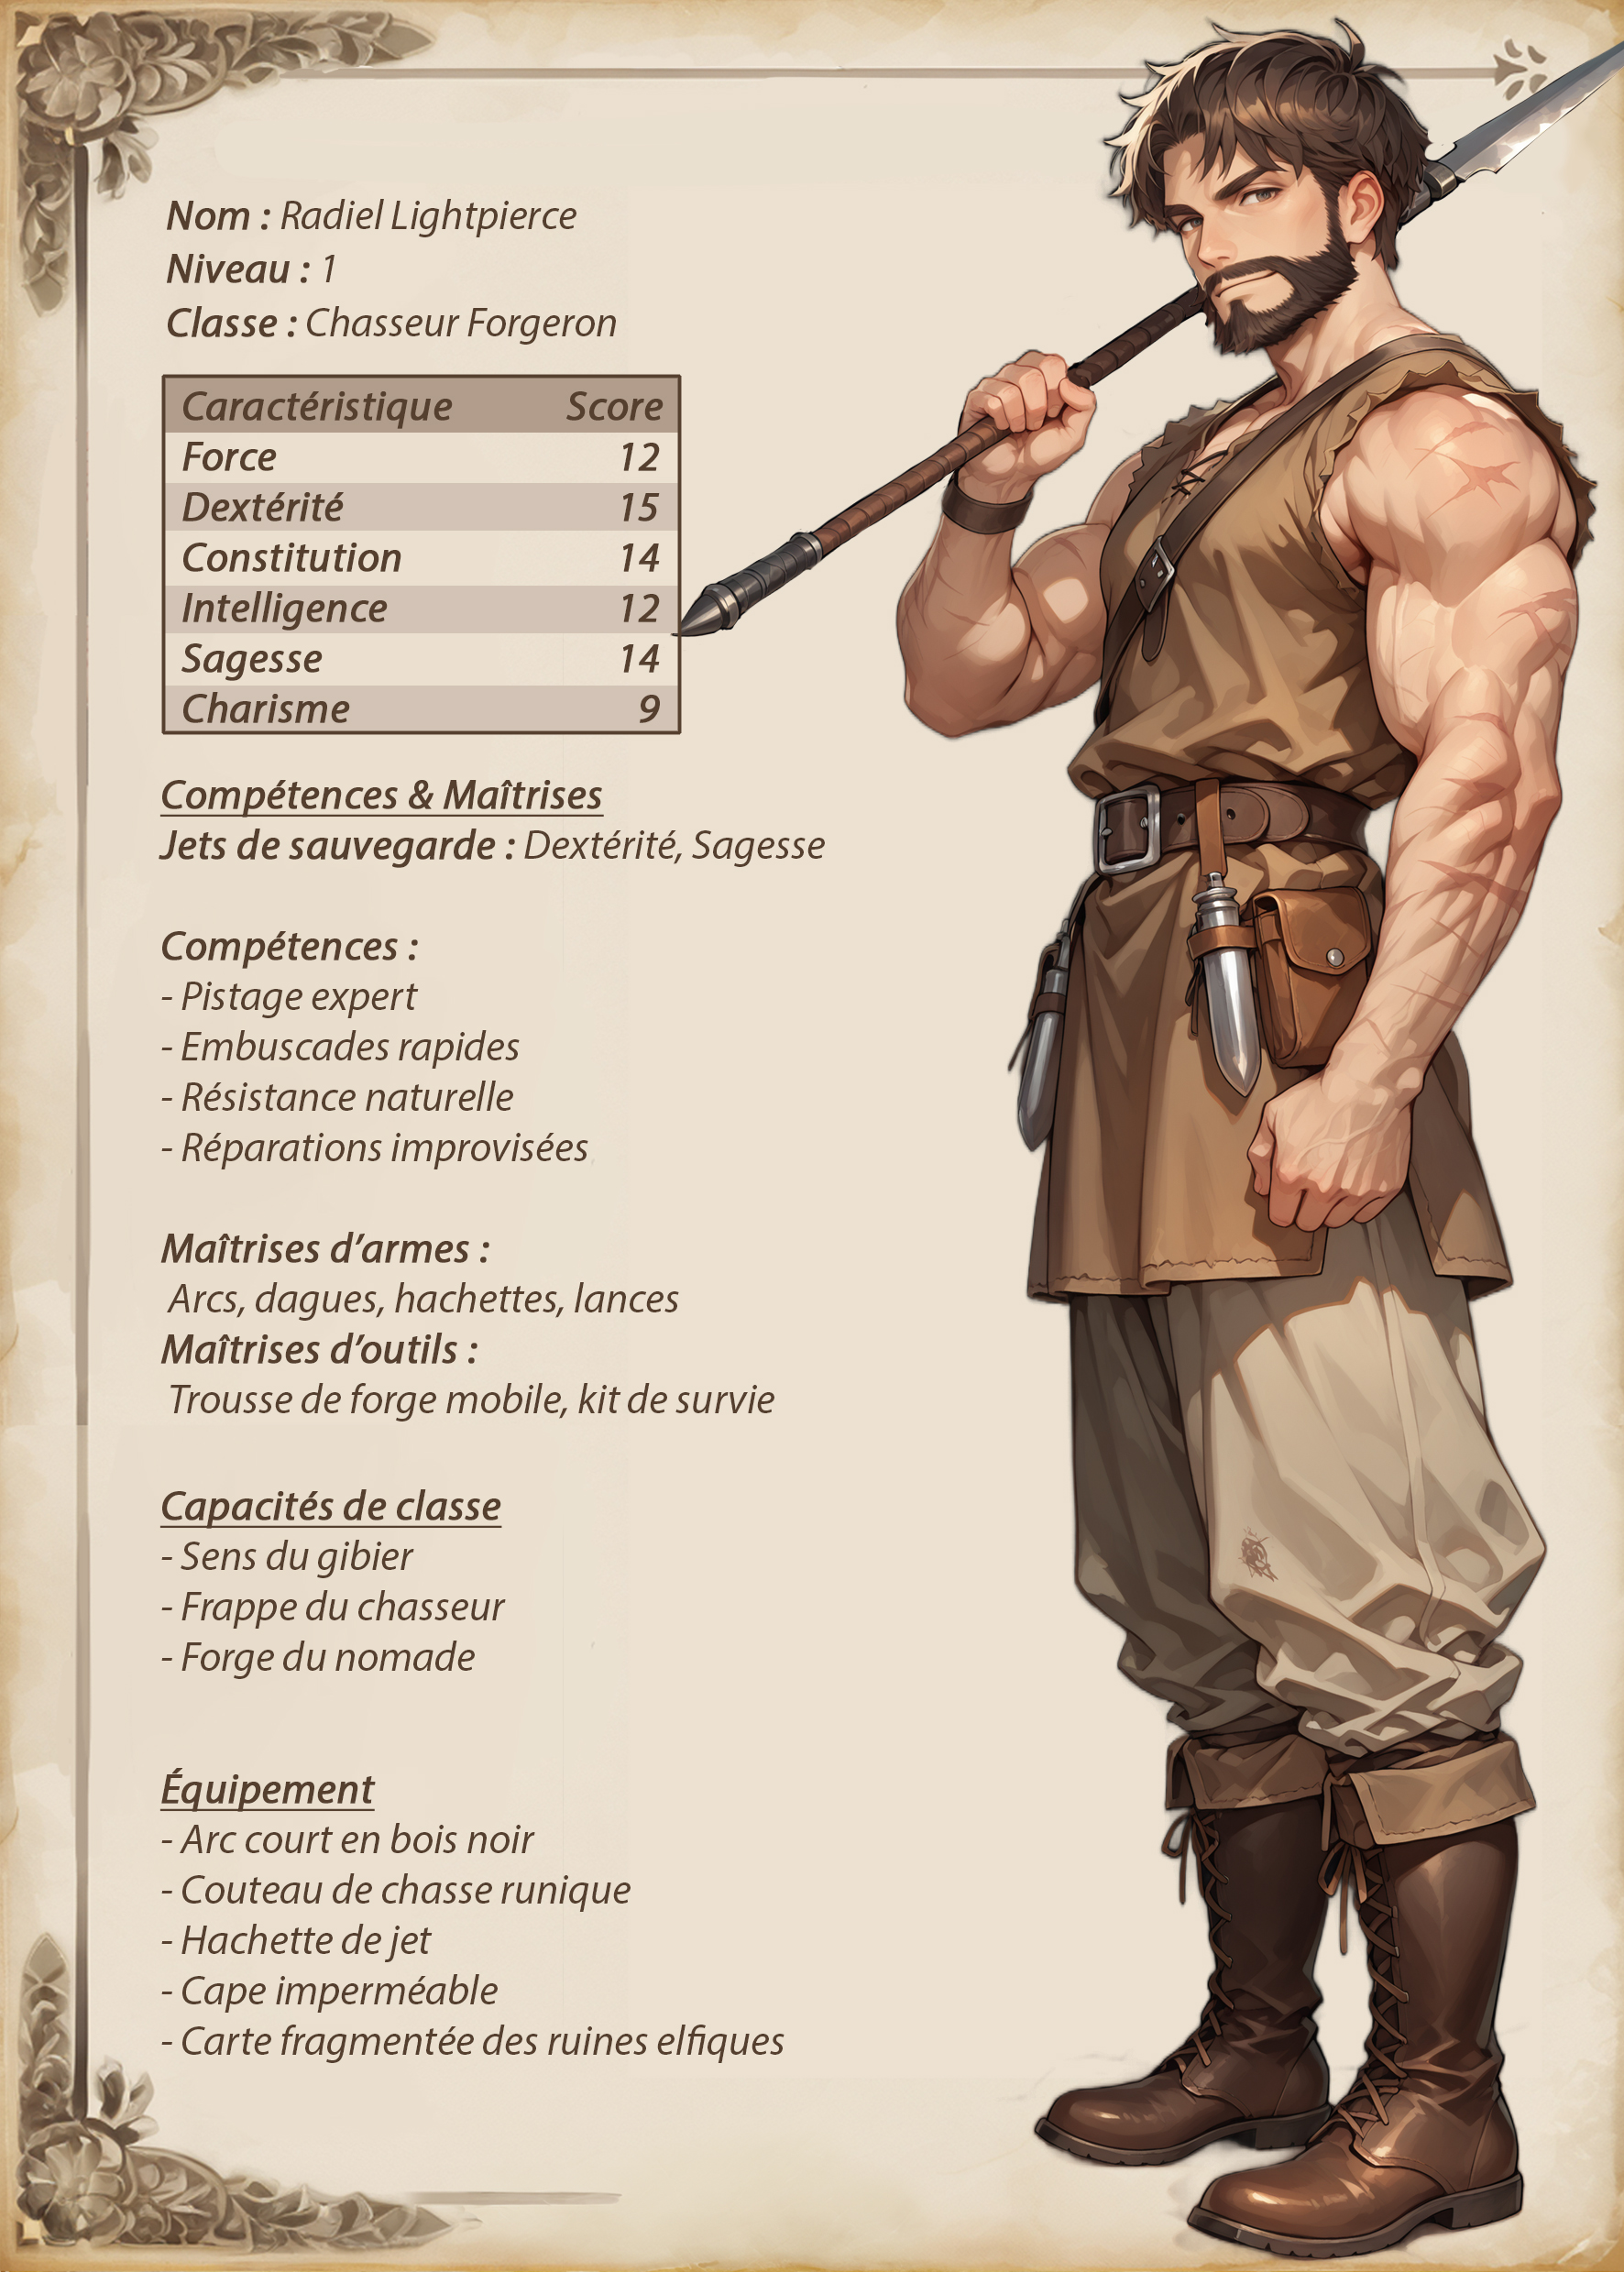 Nom : Radiel Lightpierce
Niveau : 1
Classe : Chasseur Forgeron
Caractéristique Score
Force 12
Dextérité 15
Constitution 14
Intelligence 12
Sagesse 14
Charisme 9
Compétences & Maîtrises
Jets de sauvegarde : Dextérité, Sagesse
Compétences :
- Pistage expert
- Embuscades rapides
- Résistance naturelle
- Réparations improvisées
Maîtrises d’armes :
Arcs, dagues, hachettes, lances
Maîtrises d’outils :
Trousse de forge mobile, kit de survie
Capacités de classe
- Sens du gibier
- Frappe du chasseur
- Forge du nomade
Équipement
- Arc court en bois noir
- Couteau de chasse runique
- Hachette de jet
- Cape imperméable
- Carte fragmentée des ruines elfiques